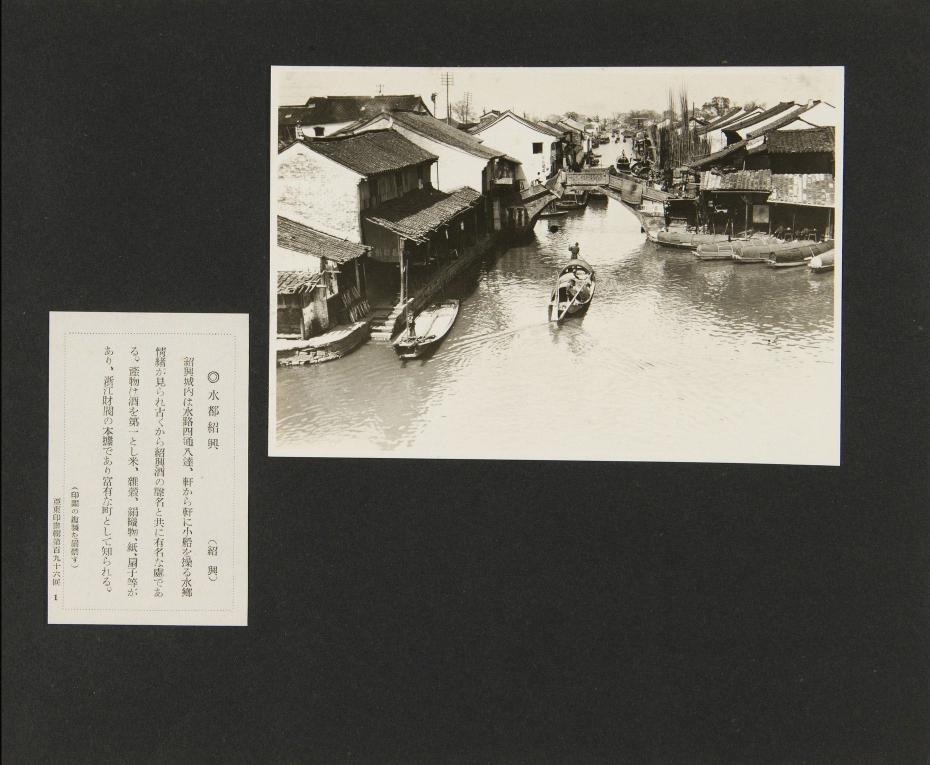 ◎水都紹興 (紹興)
紹興城内は水路四通八達、軒から軒に小船を操る水郷
情緒が見られ古くから紹興酒の醸名と共に有名な處であ
る。産物は酒を第一とし米、雜穀、絹織物、紙、扇子等が
あり、浙江財閥の本據であり富有な町として知られる。
(印畫の複製を嚴禁す)
亞東印畫輯第百九十六回 1